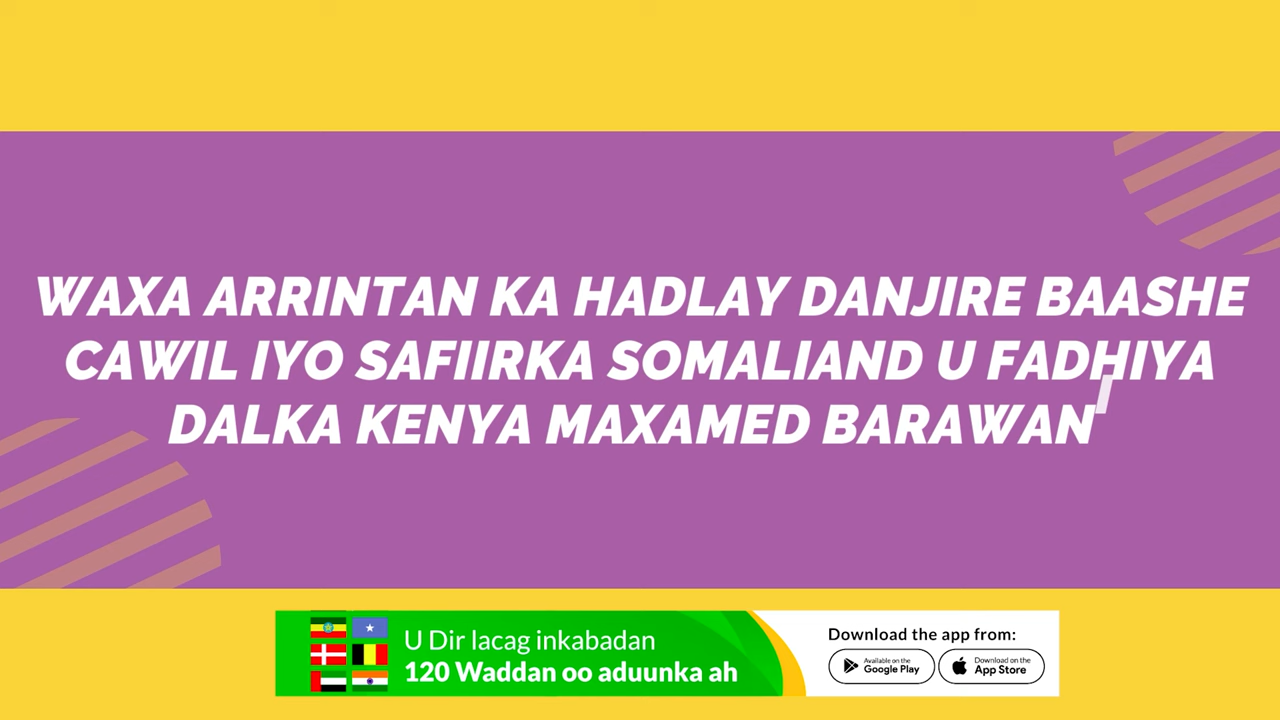 WAXA ARRINTAN KA HADLAY DANJIRE BAASHE
CAWIL IYO SAFIIRKA SOMALIAND U FADHIYA
DALKA KENYA MAXAMED BARAWAN
U Dir lacag inkabadan
120 Waddan oo aduunka ah
Download the app from:
Available on the
Google Play
Download on the
App Store